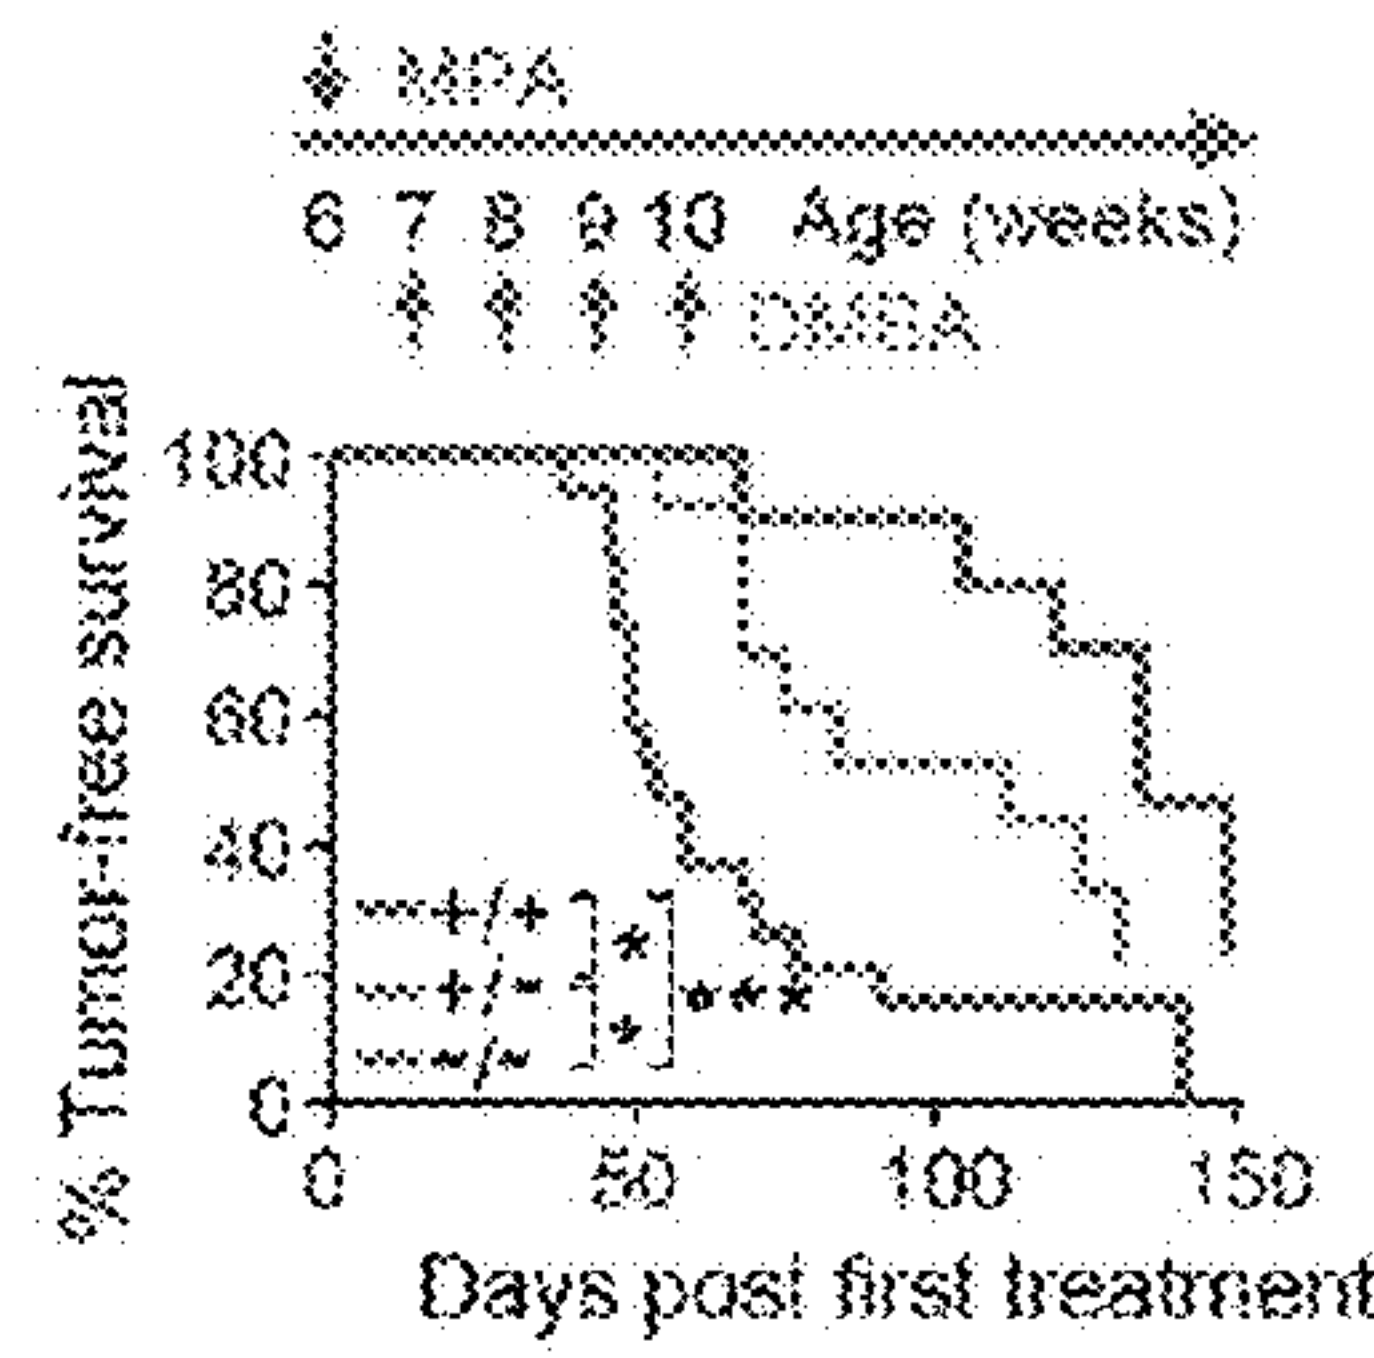 MPA
6 7 8 9 10 Age (weeks)
DMBA
% Tumor-free survival
100
80
60
40
20
0
+/+
+/-
-/-
*
*
***
0 50 100 150
Days post first treatment